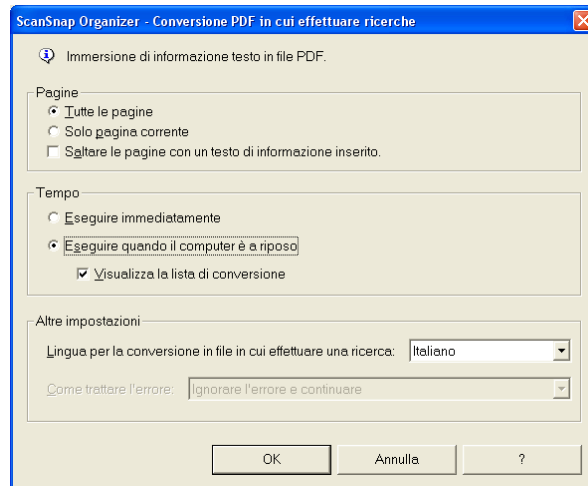 ScanSnap Organizer - Conversione PDF in cui effettuare ricerche
Immersione di informazione testo in file PDF.
Pagine
Tutte le pagine
Solo pagina corrente
Saltare le pagine con un testo di informazione inserito.
Tempo
Eseguire immediatamente
Eseguire quando il computer è a riposo
Visualizza la lista di conversione
Altre impostazioni
Lingua per la conversione in file in cui effettuare una ricerca: Italiano
Come trattare l'errore: Ignorare l'errore e continuare
OK Annulla ?